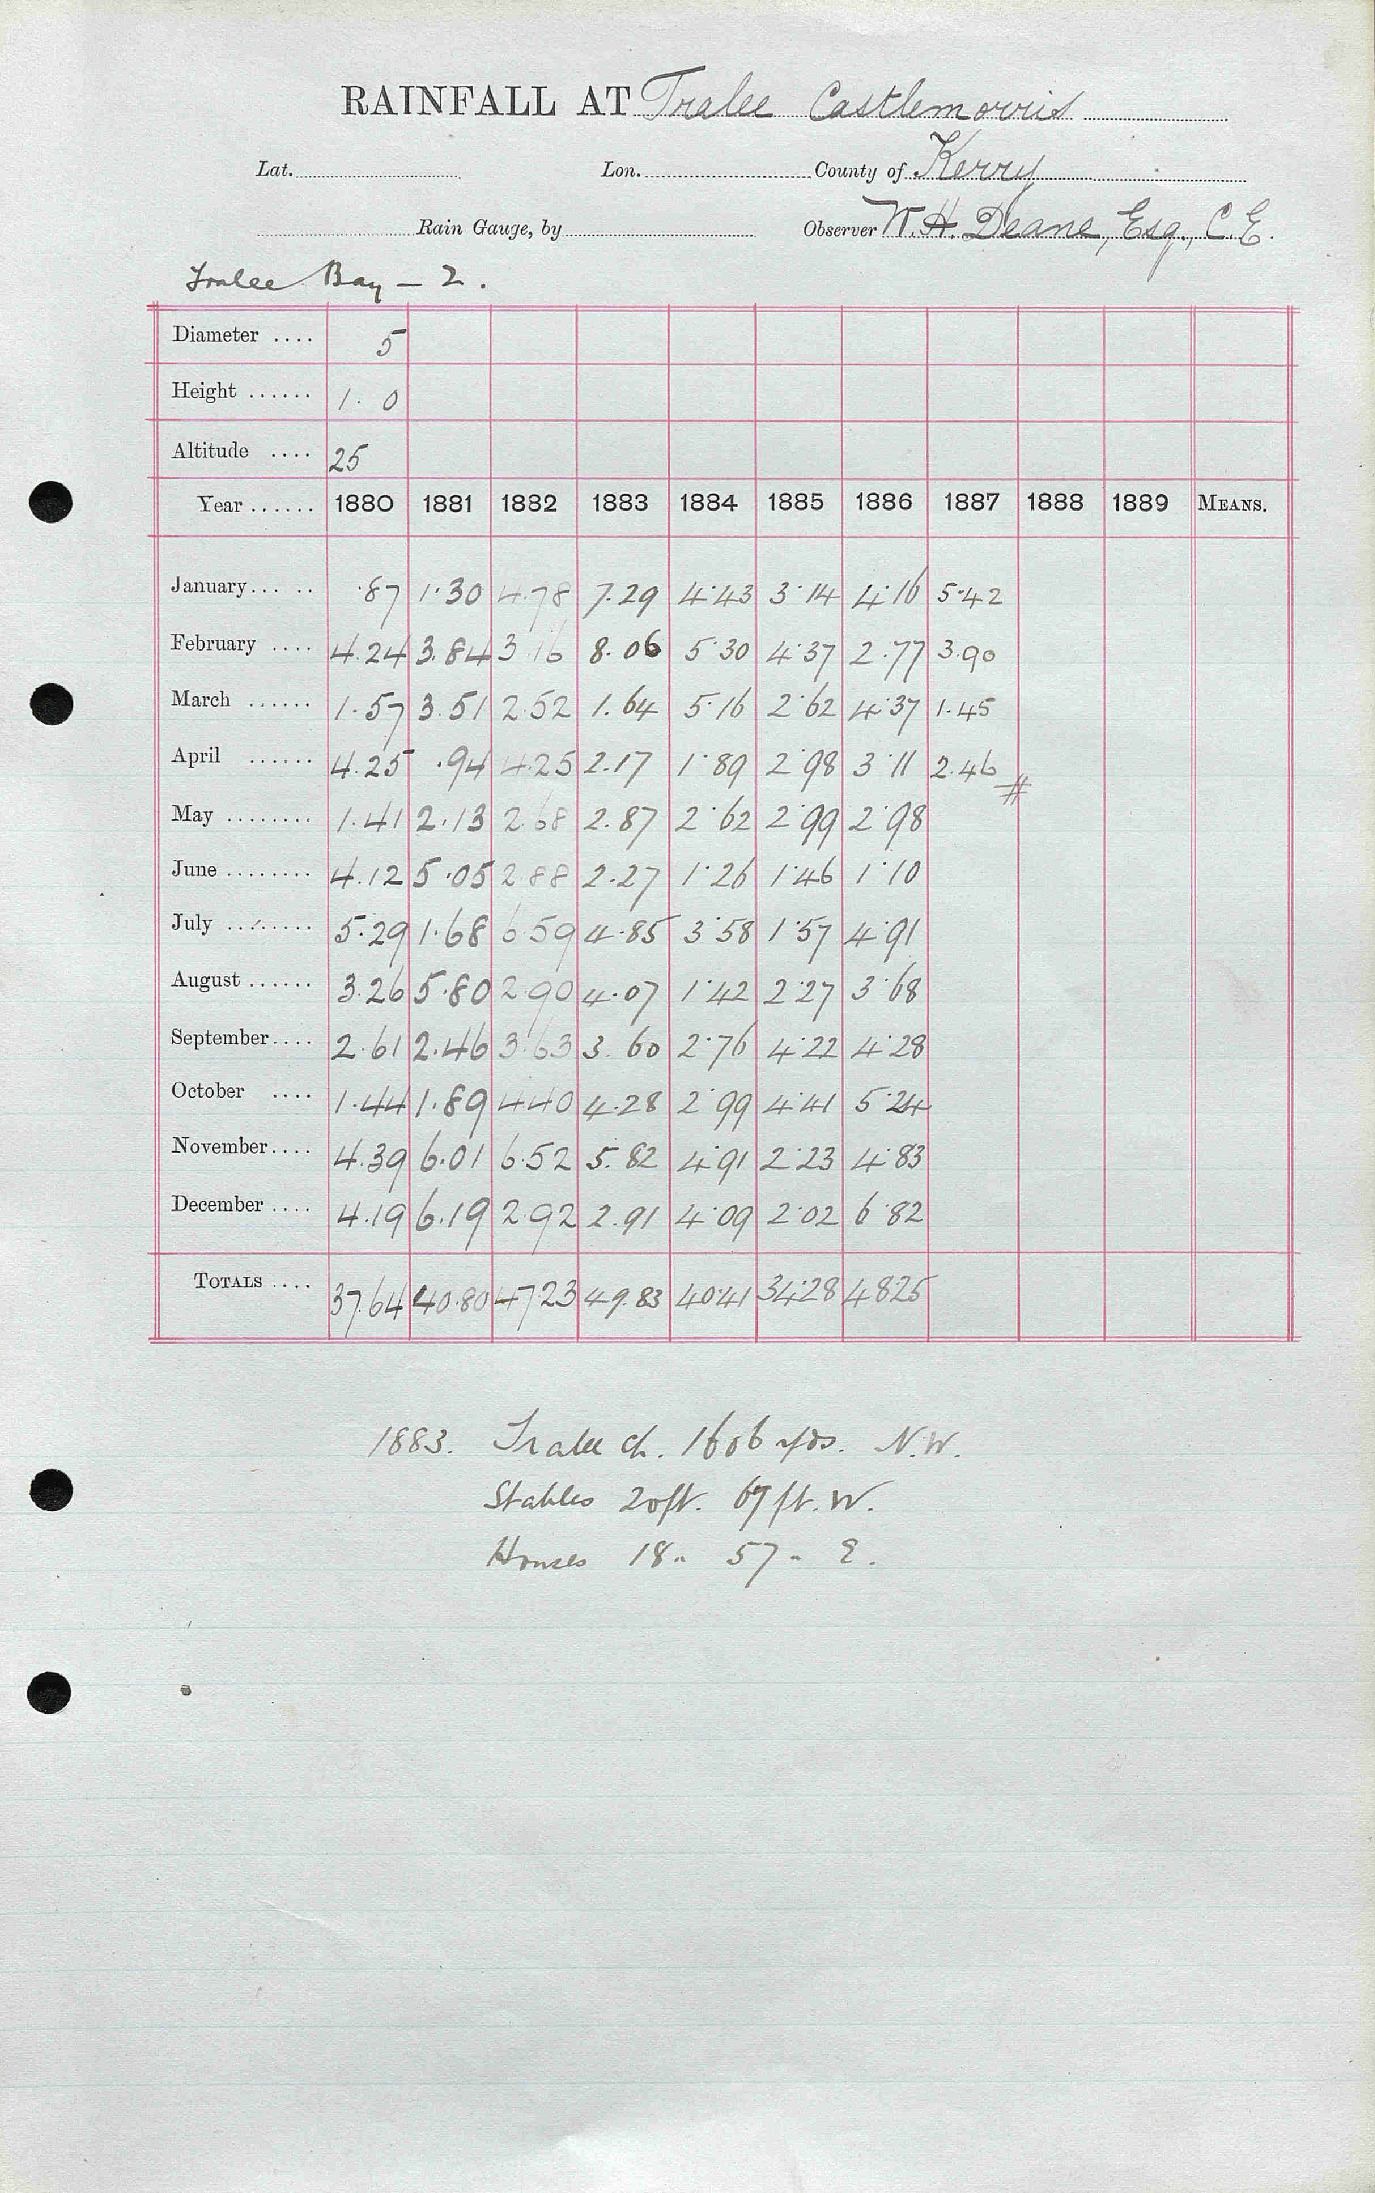 RAINFALL AT Tralee Castlemorris
Lat. Lon. County of Kerry
Rain Gauge, by Observer W. H. Deane, Esq., C.E.
Tralee Bay – 2.
Diameter .... 5
Height ...... 1. 0
Altitude .... 25
Year ...... 1880 1881 1882 1883 1884 1885 1886 1887 1888 1889 MEANS.
January... .. .87 1.30 4.78 7.29 4.43 3.14 4.16 5.42
February .... 4.24 3.84 3.16 8.06 5.30 4.37 2.77 3.90
March ...... 1.57 3.51 2.52 1.64 5.16 2.62 4.37 1.45
April ...... 4.25 .94 4.25 2.17 1.89 2.98 3.11 2.46 #
May ........ 1.41 2.13 2.68 2.87 2.62 2.99 2.98
June ........ 4.12 5.05 2.88 2.27 1.26 1.46 1.10
July ........ 5.29 1.68 6.59 4.85 3.58 1.57 4.91
August ...... 3.26 5.80 2.90 4.07 1.42 2.27 3.68
September.... 2.61 2.46 3.63 3.60 2.76 4.22 4.28
October .... 1.44 1.89 4.40 4.28 2.99 4.41 5.24
November.... 4.39 6.01 6.52 5.82 4.91 2.23 4.83
December .... 4.19 6.19 2.92 2.91 4.09 2.02 6.82
TOTALS .... 37.64 40.80 47.23 49.83 40.41 34.28 48.25
1883. Tralee Ch. 1606 yds. N.W.
Stables 20ft. 67 ft. W.
Houses 18 " 57 " E.